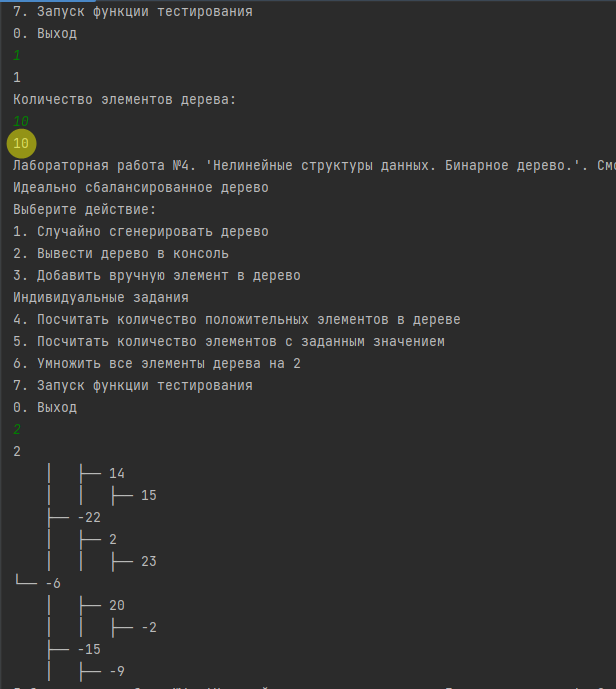 7. Запуск функции тестирования
0. Выход
1
1
Количество элементов дерева:
10
10
Лабораторная работа №4. 'Нелинейные структуры данных. Бинарное дерево.'.
Идеально сбалансированное дерево
Выберите действие:
1. Случайно сгенерировать дерево
2. Вывести дерево в консоль
3. Добавить вручную элемент в дерево
Индивидуальные задания
4. Посчитать количество положительных элементов в дереве
5. Посчитать количество элементов с заданным значением
6. Умножить все элементы дерева на 2
7. Запуск функции тестирования
0. Выход
2
2
│   ├── 14
│   │   ├── 15
├── -22
│   ├── 2
│   │   ├── 23
└── -6
│   ├── 20
│   │   ├── -2
├── -15
│   ├── -9